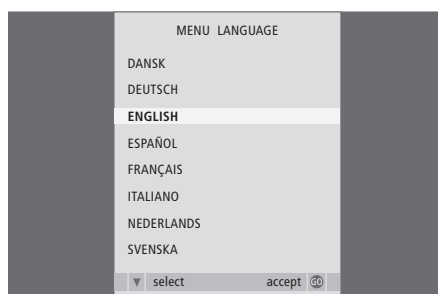 MENU LANGUAGE
DANSK
DEUTSCH
ENGLISH
ESPAÑOL
FRANÇAIS
ITALIANO
NEDERLANDS
SVENSKA
select accept GO